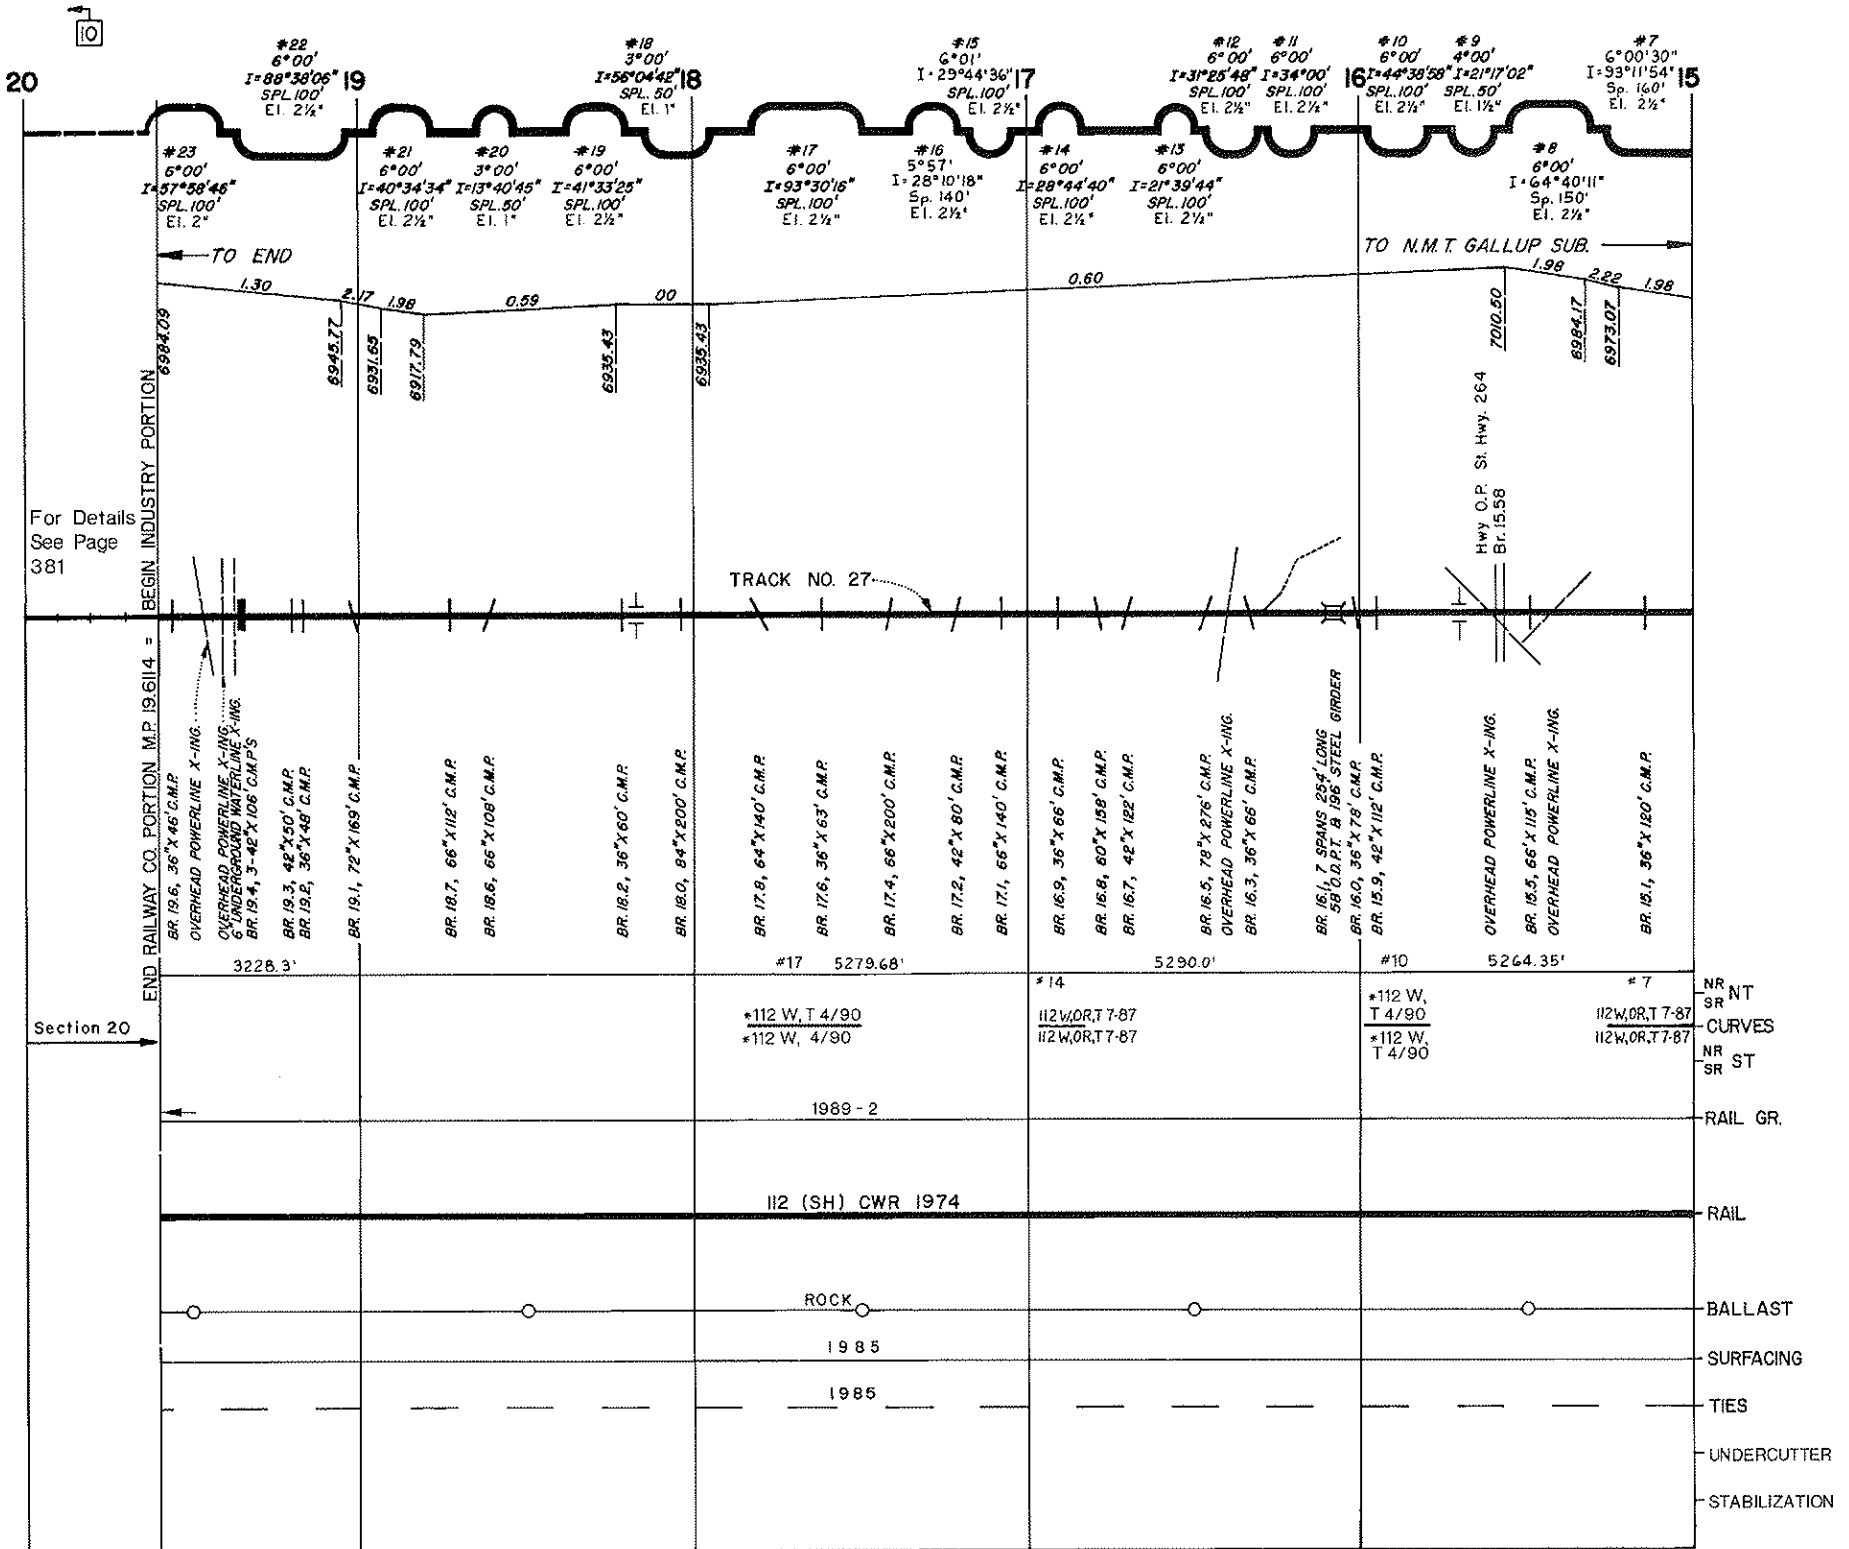 10
20
19
18
17
16
15
#22
6°00'
I=88°38'06"
SPL.100'
El. 2½"
#18
3°00'
I=56°04'42"
SPL. 50'
El. 1"
#15
6°01'
I=29°44'36"
SPL.100'
El. 2½"
#12
6°00'
I=31°25'48"
SPL.100'
El. 2½"
#11
6°00'
I=34°00'
SPL.100'
El. 2½"
#10
6°00'
I=44°38'58"
SPL.100'
El. 2½"
#9
4°00'
I=21°17'02"
SPL.50'
El. 1½"
#7
6°00'30"
I=93°11'54"
Sp. 160'
El. 2½"
#23
6°00'
I=57°58'46"
SPL.100'
El. 2"
#21
6°00'
I=40°34'34"
SPL.100'
El. 2½"
#20
3°00'
I=13°40'45"
SPL.50'
El. 1"
#19
6°00'
I=41°33'25"
SPL.100'
El. 2½"
#17
6°00'
I=93°30'16"
SPL.100'
El. 2½"
#16
5°57'
I=28°10'18"
Sp. 140'
El. 2½"
#14
6°00'
I=28°44'40"
SPL.100'
El. 2½"
#13
6°00'
I=21°39'44"
SPL.100'
El. 2½"
#8
6°00'
I=64°40'11"
Sp. 150'
El. 2½"
TO END
TO N.M.T. GALLUP SUB.
1.30
2.17
1.98
0.59
00
0.60
1.98
2.22
1.98
6984.09
6945.77
6931.65
6917.79
6935.43
6935.43
7010.50
6984.17
6973.07
END RAILWAY CO. PORTION M.P. 19.6114 = BEGIN INDUSTRY PORTION
For Details
See Page
381
TRACK NO. 27
Hwy O.P. St. Hwy. 264
Br. 15.58
BR. 19.6, 36"X 46' C.M.P.
OVERHEAD POWERLINE X-ING.
OVERHEAD POWERLINE X-ING.
6" UNDERGROUND WATERLINE X-ING.
BR. 19.4, 3-42"X 106' C.M.P.'S
BR. 19.3, 42"X50' C.M.P.
BR. 19.2, 36"X48' C.M.P.
BR. 19.1, 72"X 169' C.M.P.
BR. 18.7, 66"X112' C.M.P.
BR. 18.6, 66"X108' C.M.P.
BR. 18.2, 36"X 60' C.M.P.
BR. 18.0, 84"X200' C.M.P.
BR. 17.8, 64"X140' C.M.P.
BR. 17.6, 36"X 63' C.M.P.
BR. 17.4, 66"X200' C.M.P.
BR. 17.2, 42"X 80' C.M.P.
BR. 17.1, 66"X 140' C.M.P.
BR. 16.9, 36"X 66' C.M.P.
BR. 16.8, 60"X 158' C.M.P.
BR. 16.7, 42"X 122' C.M.P.
BR. 16.5, 78"X 276' C.M.P.
OVERHEAD POWERLINE X-ING.
BR. 16.3, 36"X 66' C.M.P.
BR. 16.1, 7 SPANS 254' LONG
58' O.D.P.T. & 196' STEEL GIRDER
BR. 16.0, 36"X 78' C.M.P.
BR. 15.9, 42"X 112' C.M.P.
OVERHEAD POWERLINE X-ING.
BR. 15.5, 66"X 115' C.M.P.
OVERHEAD POWERLINE X-ING.
BR. 15.1, 36"X 120' C.M.P.
3228.3'
#17 5279.68'
5290.0'
#10 5264.35'
#14
#7
NR
SR NT
*112 W, T 4/90
*112 W, 4/90
112 W,OR,T 7-87
112 W,OR,T 7-87
*112 W,
T 4/90
*112 W,
T 4/90
112 W,OR,T 7-87
112 W,OR,T 7-87
CURVES
NR
SR ST
Section 20
1989-2
RAIL GR.
112 (SH) CWR 1974
RAIL
ROCK
BALLAST
1985
SURFACING
1985
TIES
UNDERCUTTER
STABILIZATION